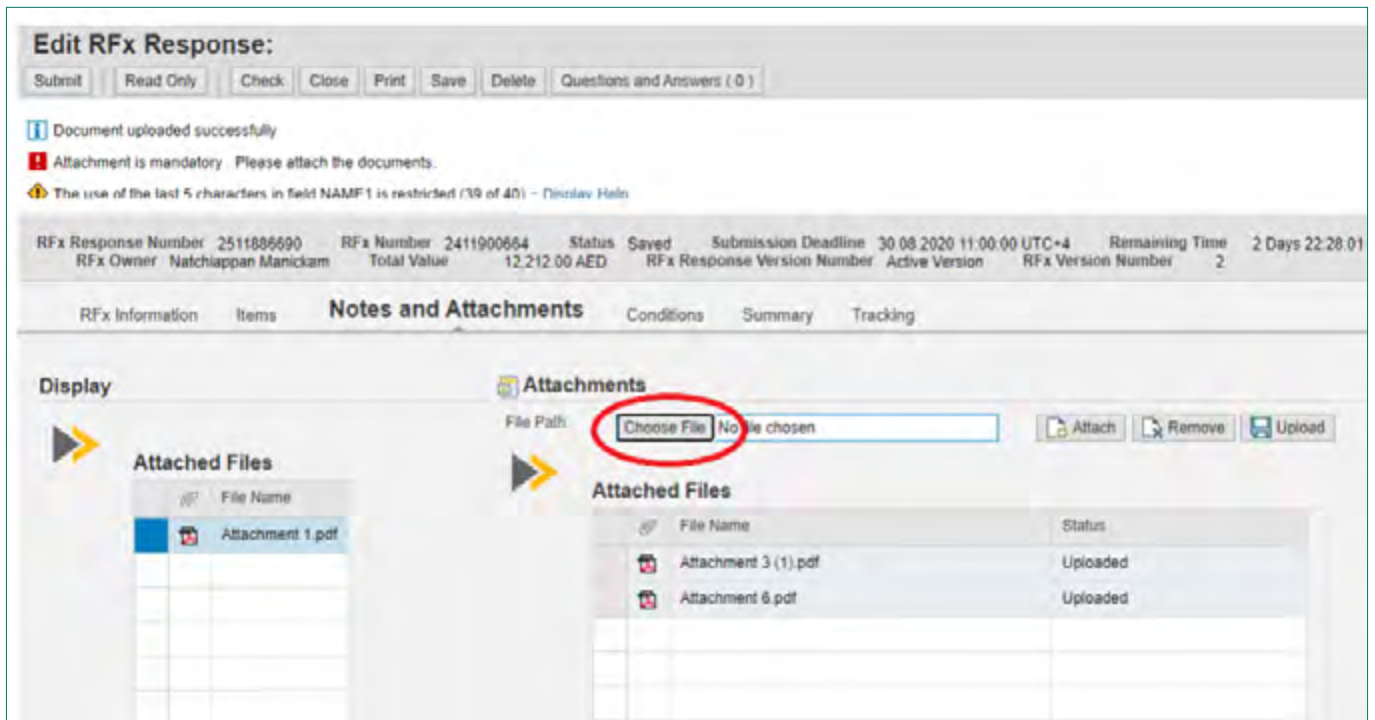 Edit RFx Response:
Submit Read Only Check Close Print Save Delete Questions and Answers ( 0 )
Document uploaded successfully
Attachment is mandatory . Please attach the documents.
The use of the last 5 characters in field NAME1 is restricted (39 of 40) - Display Help
RFx Response Number 2511886690 RFx Number 2411900664 Status Saved Submission Deadline 30.08.2020 11:00:00 UTC+4 Remaining Time 2 Days 22:28:01
RFx Owner Natchiappan Manickam Total Value 12,212.00 AED RFx Response Version Number Active Version RFx Version Number 2
RFx Information Items Notes and Attachments Conditions Summary Tracking
Display Attachments
File Path Choose File No file chosen Attach Remove Upload
Attached Files Attached Files
File Name File Name Status
Attachment 1.pdf Attachment 3 (1).pdf Uploaded
Attachment 6.pdf Uploaded